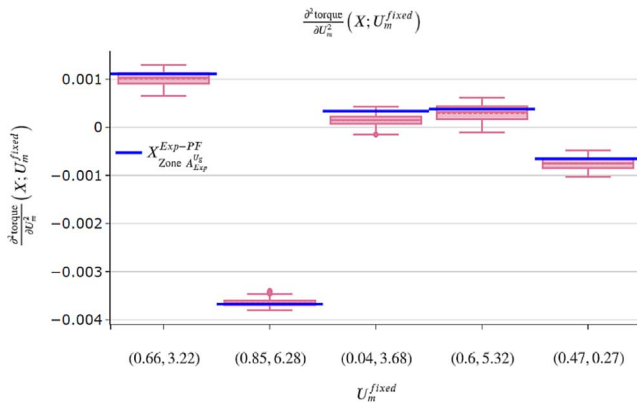 ∂²torque/∂U_m² (X; U_m^{fixed})
∂²torque/∂U_m² (X; U_m^{fixed})
0.001
0
−0.001
−0.002
−0.003
−0.004
X^{Exp−PF}_{Zone A^{U_g}_{Exp}}
(0.66, 3.22) (0.85, 6.28) (0.04, 3.68) (0.6, 5.32) (0.47, 0.27)
U_m^{fixed}